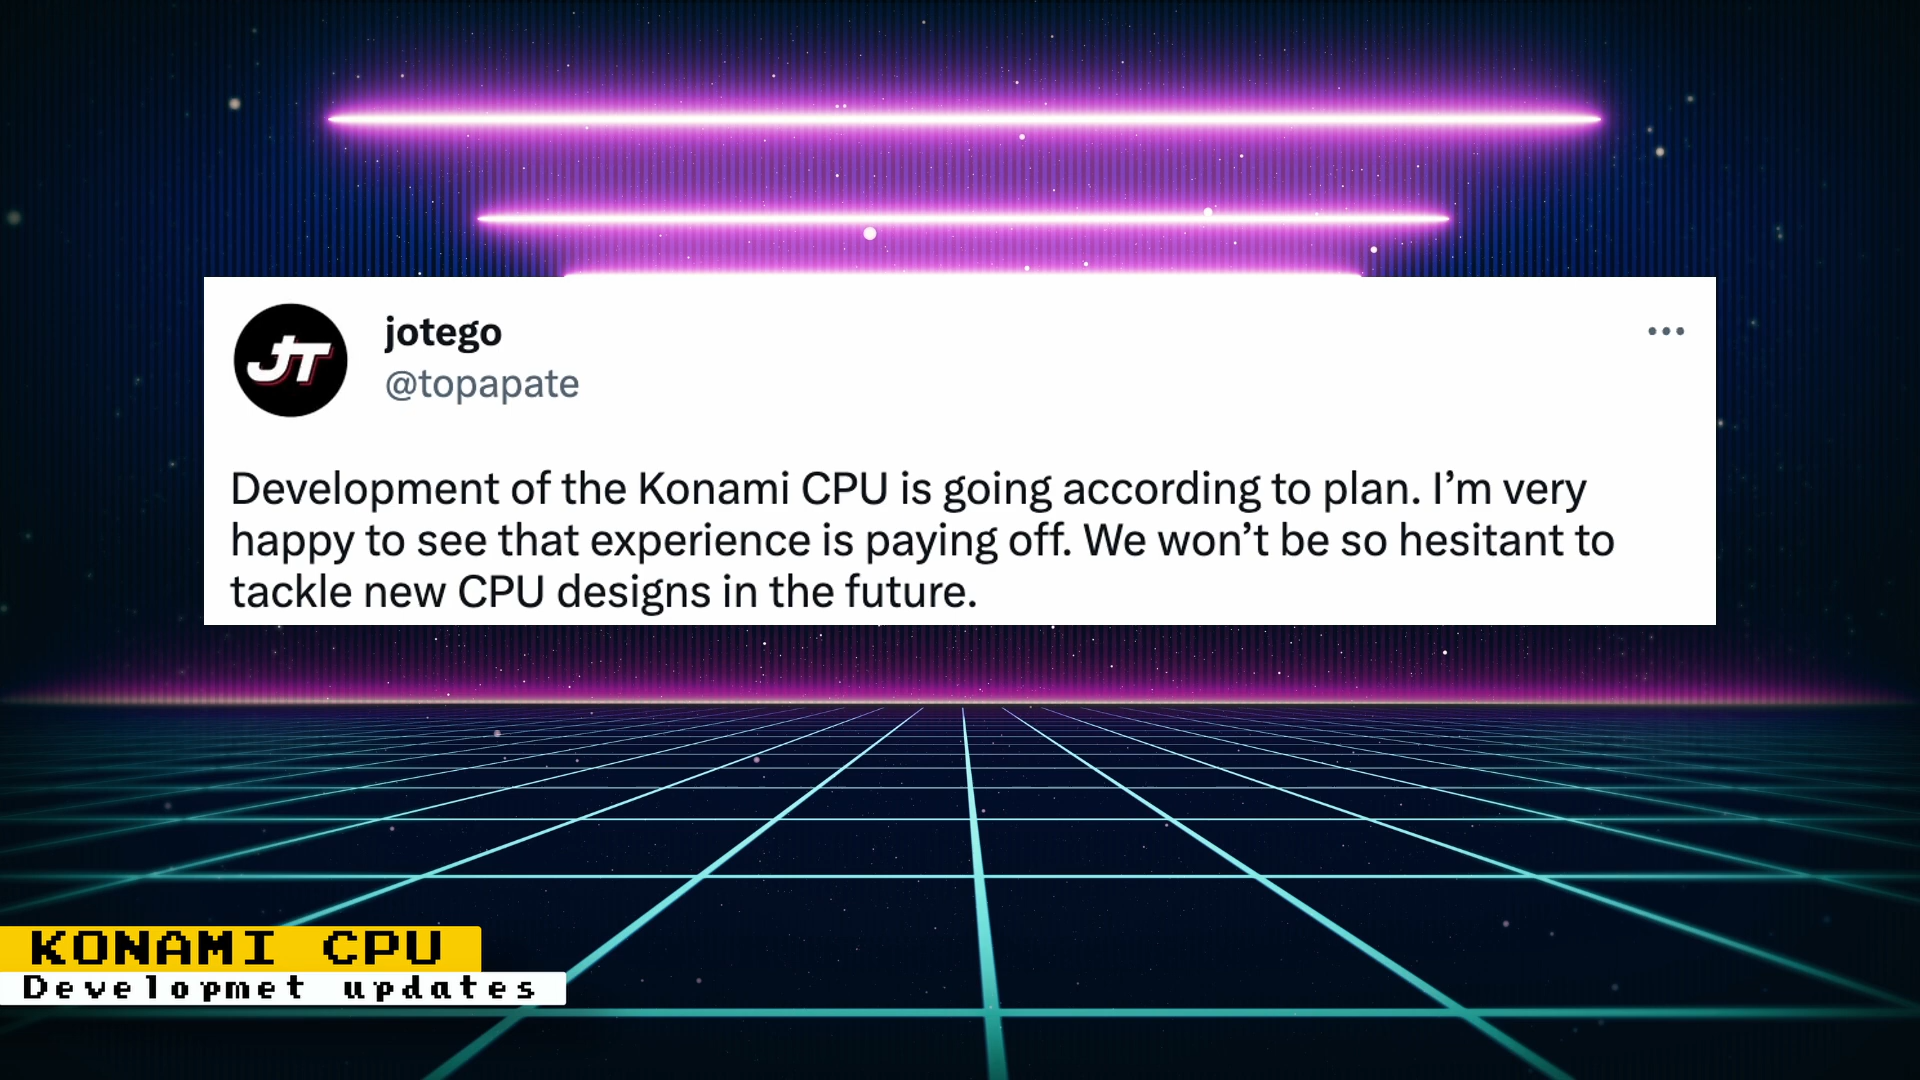 JT
jotego
@topapate
Development of the Konami CPU is going according to plan. I’m very
happy to see that experience is paying off. We won’t be so hesitant to
tackle new CPU designs in the future.
KONAMI CPU
Developmet updates